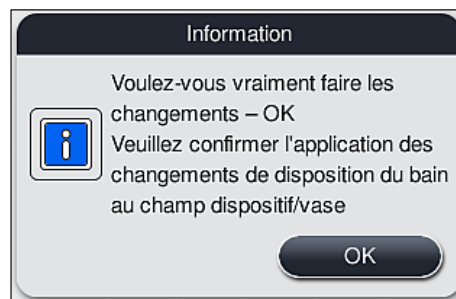 Information
Voulez-vous vraiment faire les
changements – OK
Veuillez confirmer l'application des
changements de disposition du bain
au champ dispositif/vase
OK